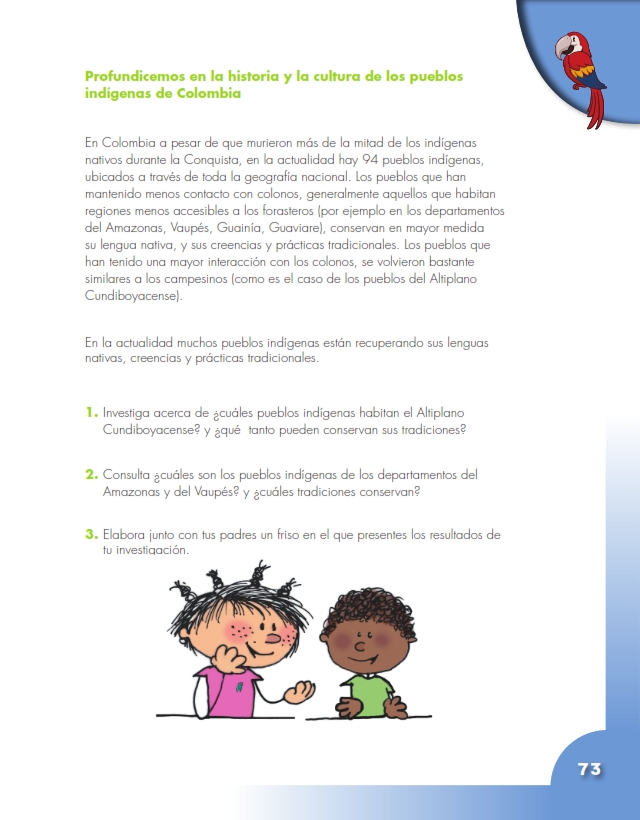 Profundicemos en la historia y la cultura de los pueblos
indígenas de Colombia
En Colombia a pesar de que murieron más de la mitad de los indígenas
nativos durante la Conquista, en la actualidad hay 94 pueblos indígenas,
ubicados a través de toda la geografía nacional. Los pueblos que han
mantenido menos contacto con colonos, generalmente aquellos que habitan
regiones menos accesibles a los forasteros (por ejemplo en los departamentos
del Amazonas, Vaupés, Guainía, Guaviare), conservan en mayor medida
su lengua nativa, y sus creencias y prácticas tradicionales. Los pueblos que
han tenido una mayor interacción con los colonos, se volvieron bastante
similares a los campesinos (como es el caso de los pueblos del Altiplano
Cundiboyacense).
En la actualidad muchos pueblos indígenas están recuperando sus lenguas
nativas, creencias y prácticas tradicionales.
1. Investiga acerca de ¿cuáles pueblos indígenas habitan el Altiplano
Cundiboyacense? y ¿qué tanto pueden conservan sus tradiciones?
2. Consulta ¿cuáles son los pueblos indígenas de los departamentos del
Amazonas y del Vaupés? y ¿cuáles tradiciones conservan?
3. Elabora junto con tus padres un friso en el que presentes los resultados de
tu investigación.
73